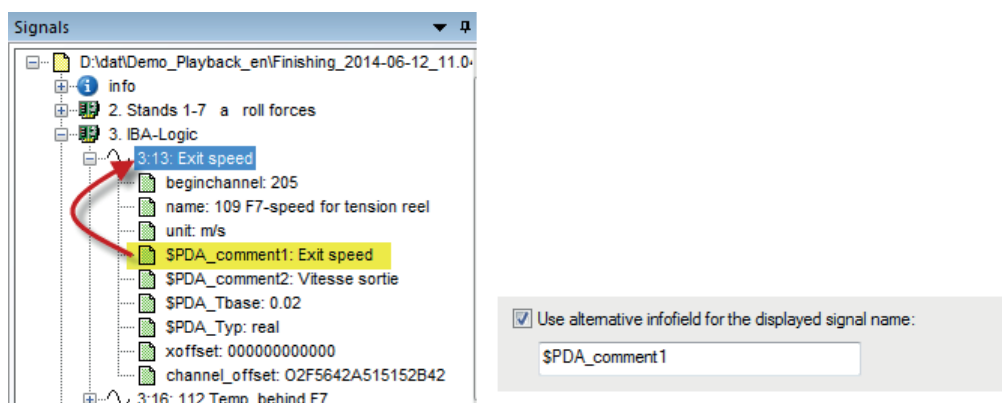 Signals
D:\dat\Demo_Playback_en\Finishing_2014-06-12_11.0
info
2. Stands 1-7 a roll forces
3. IBA-Logic
3:13: Exit speed
beginchannel: 205
name: 109 F7-speed for tension reel
unit: m/s
$PDA_comment1: Exit speed
$PDA_comment2: Vitesse sortie
$PDA_Tbase: 0.02
$PDA_Typ: real
xoffset: 000000000000
channel_offset: O2F5642A515152B42
3:16: 112 Temp. behind F7
Use alternative infofield for the displayed signal name:
$PDA_comment1